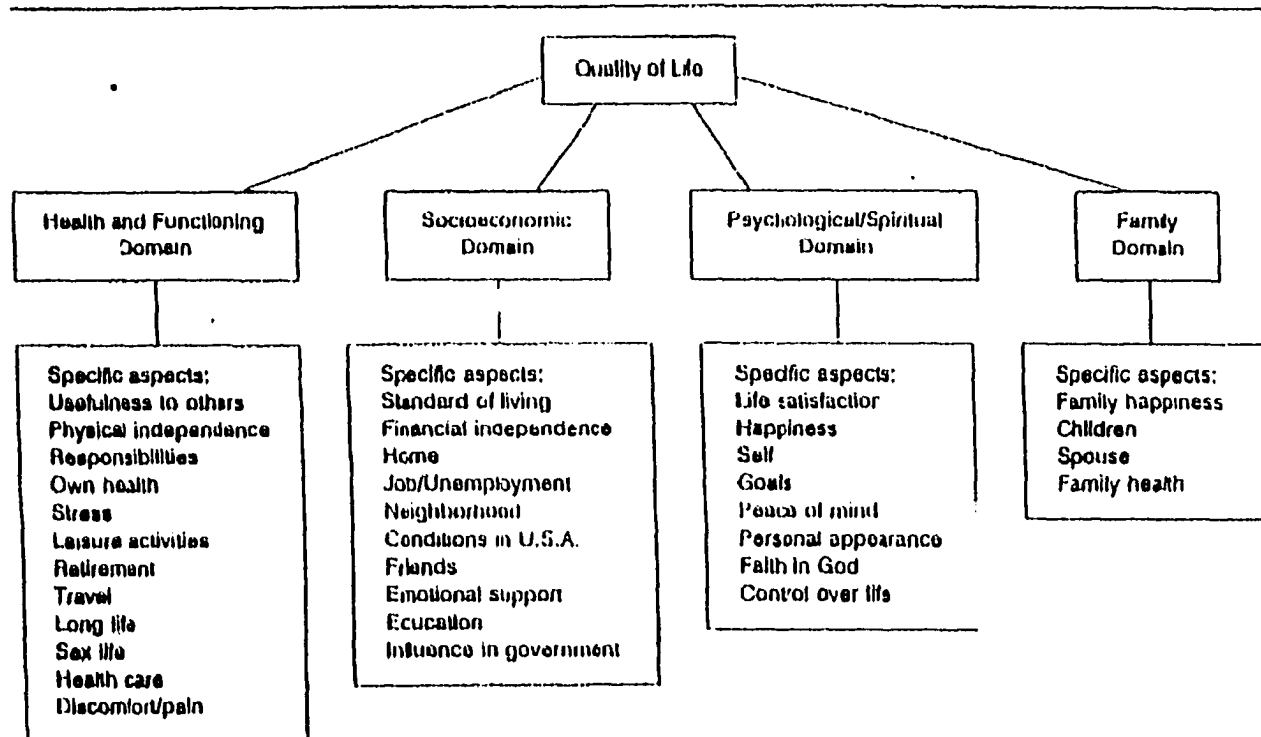 Quality of Life
Health and Functioning
Domain
Socioeconomic
Domain
Psychological/Spiritual
Domain
Family
Domain
Specific aspects:
Usefulness to others
Physical independence
Responsibilities
Own health
Stress
Leisure activities
Retirement
Travel
Long life
Sex life
Health care
Discomfort/pain
Specific aspects:
Standard of living
Financial independence
Home
Job/Unemployment
Neighborhood
Conditions in U.S.A.
Friends
Emotional support
Education
Influence in government
Specific aspects:
Life satisfaction
Happiness
Self
Goals
Peace of mind
Personal appearance
Faith in God
Control over life
Specific aspects:
Family happiness
Children
Spouse
Family health